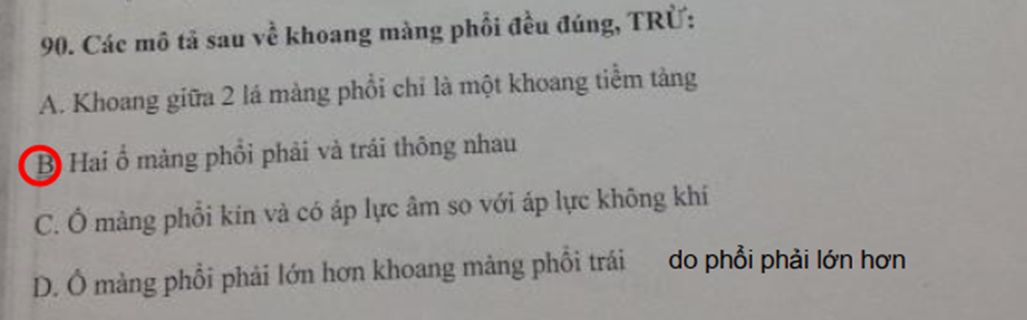 90. Các mô tả sau về khoang màng phổi đều đúng, TRỪ:
A. Khoang giữa 2 lá màng phổi chỉ là một khoang tiềm tàng
B Hai ổ màng phổi phải và trái thông nhau
C. Ổ màng phổi kín và có áp lực âm so với áp lực không khí
D. Ổ màng phổi phải lớn hơn khoang màng phổi trái do phổi phải lớn hơn